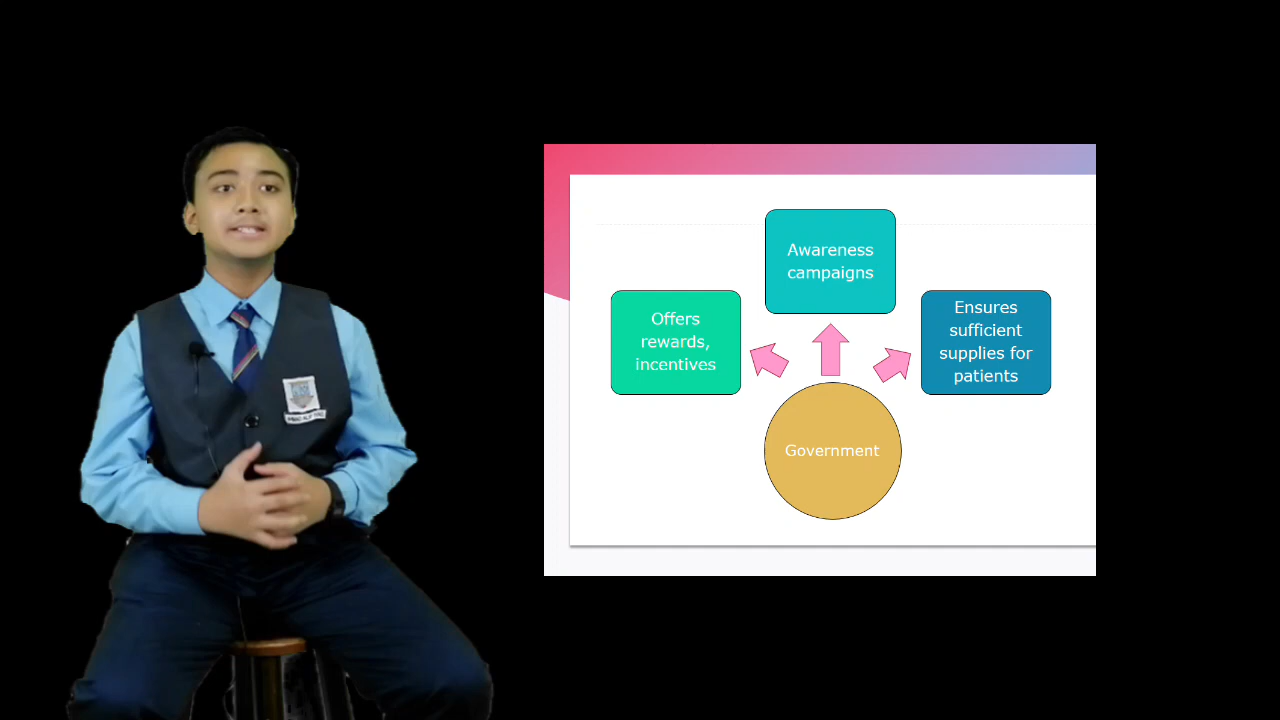 Awareness
campaigns
Offers
rewards,
incentives
Ensures
sufficient
supplies for
patients
Government